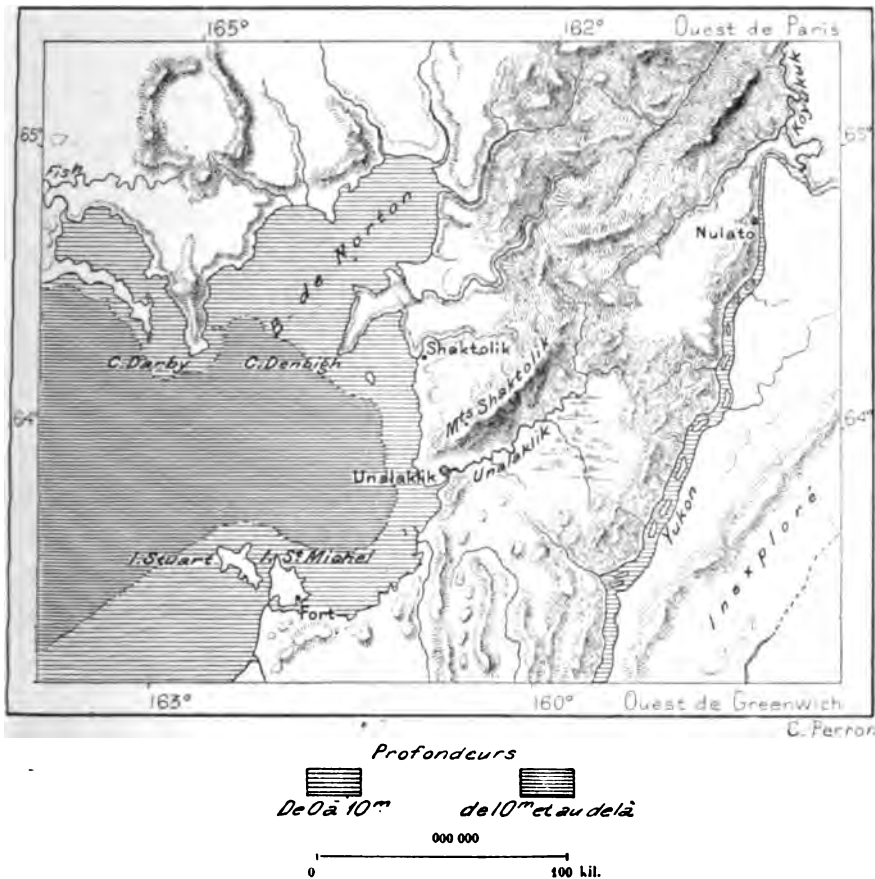 165° 162° Ouest de Paris
Koyukuk
65° 65°
Fish
Nulato
B. de Norton
Shaktolik
C. Darby C. Denbigh
Mts Shaktolik
64° 64°
Unalaklik Unalaklik
Yukon
Inexploré
I. Stuart I. St Michel
Fort
163° 160° Ouest de Greenwich
C. Perron
Profondeurs
De 0 à 10m de 10m et au delà
000 000
0 100 kil.